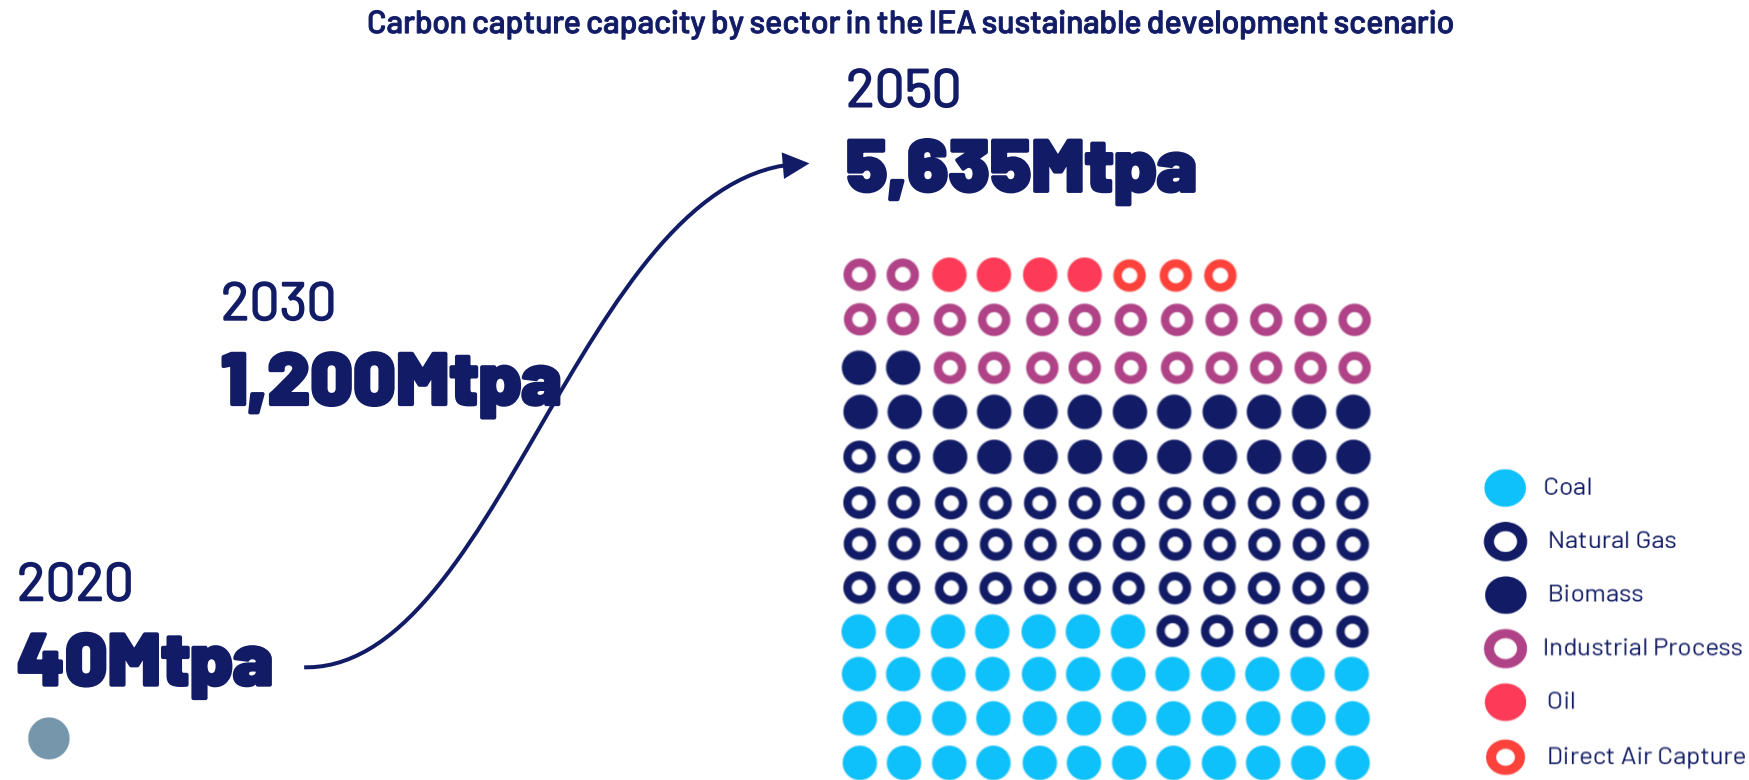 Carbon capture capacity by sector in the IEA sustainable development scenario
2050
5,635Mtpa
2030
1,200Mtpa
2020
40Mtpa
Coal
Natural Gas
Biomass
Industrial Process
Oil
Direct Air Capture